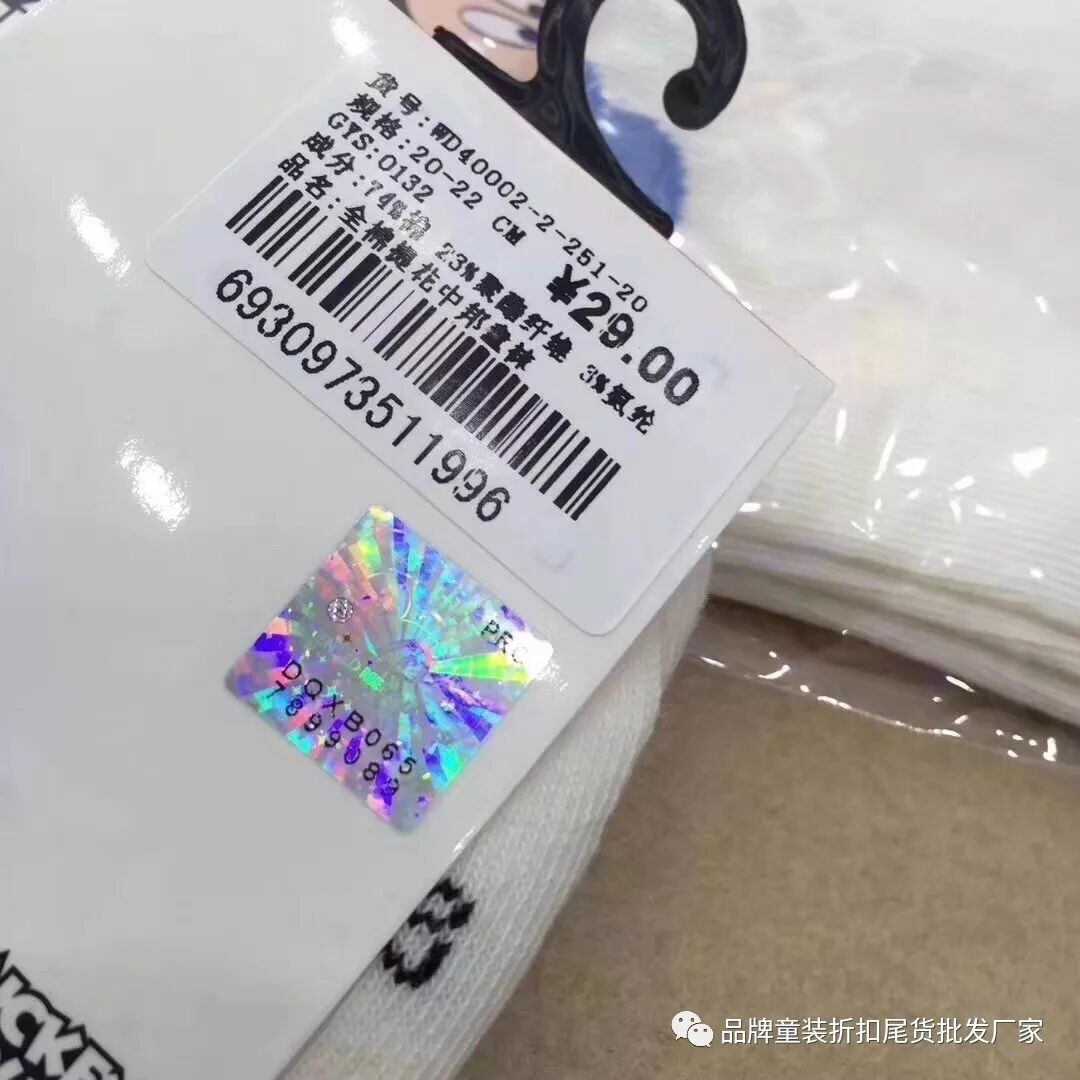 货号:WD40002-2-251-20
规格:20-22 CM
GYS:0132
¥29.00
成分:74%棉 23%聚酯纤维 3%氨纶
品名:全棉提花中邦童袜
6930973511996
PRC
DQXB065
7899082
品牌童装折扣尾货批发厂家